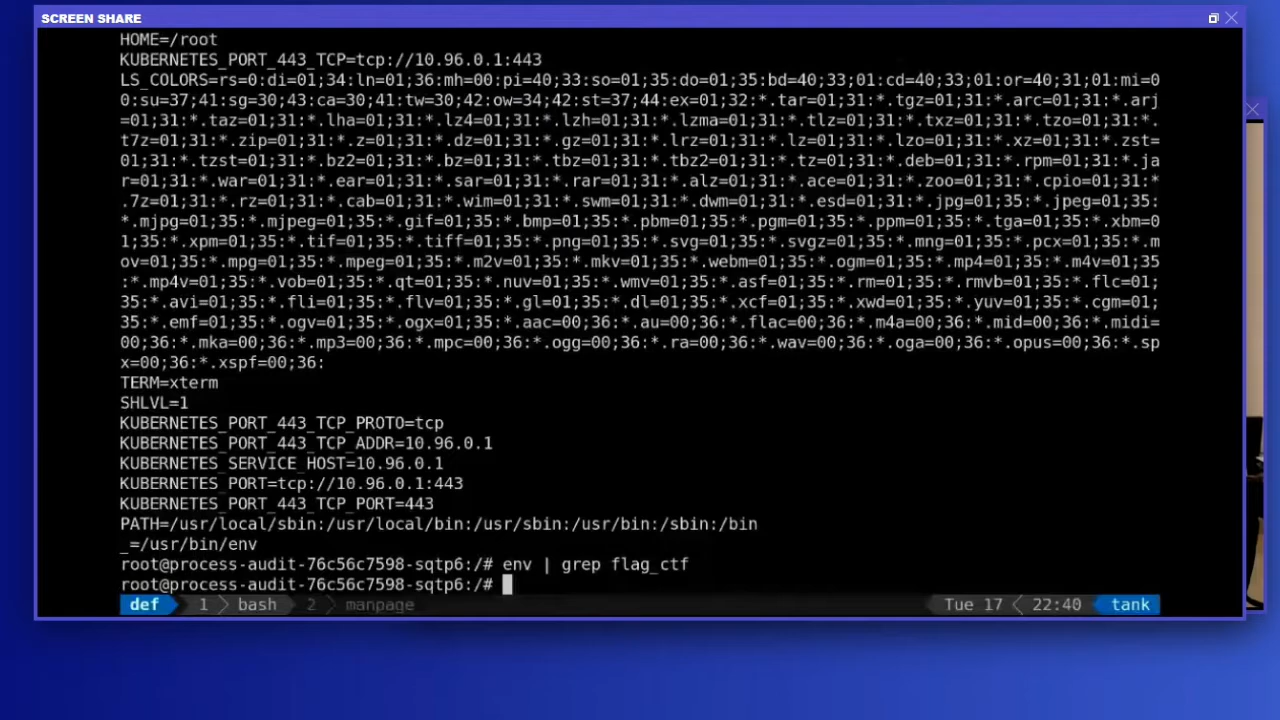 SCREEN SHARE
HOME=/root
KUBERNETES_PORT_443_TCP=tcp://10.96.0.1:443
LS_COLORS=rs=0:di=01;34:ln=01;36:mh=00:pi=40;33:so=01;35:do=01;35:bd=40;33;01:cd=40;33;01:or=40;31;01:mi=0
0:su=37;41:sg=30;43:ca=30;41:tw=30;42:ow=34;42:st=37;44:ex=01;32:*.tar=01;31:*.tgz=01;31:*.arc=01;31:*.arj
=01;31:*.taz=01;31:*.lha=01;31:*.lz4=01;31:*.lzh=01;31:*.lzma=01;31:*.tlz=01;31:*.txz=01;31:*.tzo=01;31:*.
t7z=01;31:*.zip=01;31:*.z=01;31:*.dz=01;31:*.gz=01;31:*.lrz=01;31:*.lz=01;31:*.lzo=01;31:*.xz=01;31:*.zst=
01;31:*.tzst=01;31:*.bz2=01;31:*.bz=01;31:*.tbz=01;31:*.tbz2=01;31:*.tz=01;31:*.deb=01;31:*.rpm=01;31:*.ja
r=01;31:*.war=01;31:*.ear=01;31:*.sar=01;31:*.rar=01;31:*.alz=01;31:*.ace=01;31:*.zoo=01;31:*.cpio=01;31:*
.7z=01;31:*.rz=01;31:*.cab=01;31:*.wim=01;31:*.swm=01;31:*.dwm=01;31:*.esd=01;31:*.jpg=01;35:*.jpeg=01;35:
*.mjpg=01;35:*.mjpeg=01;35:*.gif=01;35:*.bmp=01;35:*.pbm=01;35:*.pgm=01;35:*.ppm=01;35:*.tga=01;35:*.xbm=0
1;35:*.xpm=01;35:*.tif=01;35:*.tiff=01;35:*.png=01;35:*.svg=01;35:*.svgz=01;35:*.mng=01;35:*.pcx=01;35:*.m
ov=01;35:*.mpg=01;35:*.mpeg=01;35:*.m2v=01;35:*.mkv=01;35:*.webm=01;35:*.ogm=01;35:*.mp4=01;35:*.m4v=01;35
:*.mp4v=01;35:*.vob=01;35:*.qt=01;35:*.nuv=01;35:*.wmv=01;35:*.asf=01;35:*.rm=01;35:*.rmvb=01;35:*.flc=01;
35:*.avi=01;35:*.fli=01;35:*.flv=01;35:*.gl=01;35:*.dl=01;35:*.xcf=01;35:*.xwd=01;35:*.yuv=01;35:*.cgm=01;
35:*.emf=01;35:*.ogv=01;35:*.ogx=01;35:*.aac=00;36:*.au=00;36:*.flac=00;36:*.m4a=00;36:*.mid=00;36:*.midi=
00;36:*.mka=00;36:*.mp3=00;36:*.mpc=00;36:*.ogg=00;36:*.ra=00;36:*.wav=00;36:*.oga=00;36:*.opus=00;36:*.sp
x=00;36:*.xspf=00;36:
TERM=xterm
SHLVL=1
KUBERNETES_PORT_443_TCP_PROTO=tcp
KUBERNETES_PORT_443_TCP_ADDR=10.96.0.1
KUBERNETES_SERVICE_HOST=10.96.0.1
KUBERNETES_PORT=tcp://10.96.0.1:443
KUBERNETES_PORT_443_TCP_PORT=443
PATH=/usr/local/sbin:/usr/local/bin:/usr/sbin:/usr/bin:/sbin:/bin
_=/usr/bin/env
root@process-audit-76c56c7598-sqtp6:/# env | grep flag_ctf
root@process-audit-76c56c7598-sqtp6:/#
def 1 bash 2 manpage Tue 17 22:40 tank